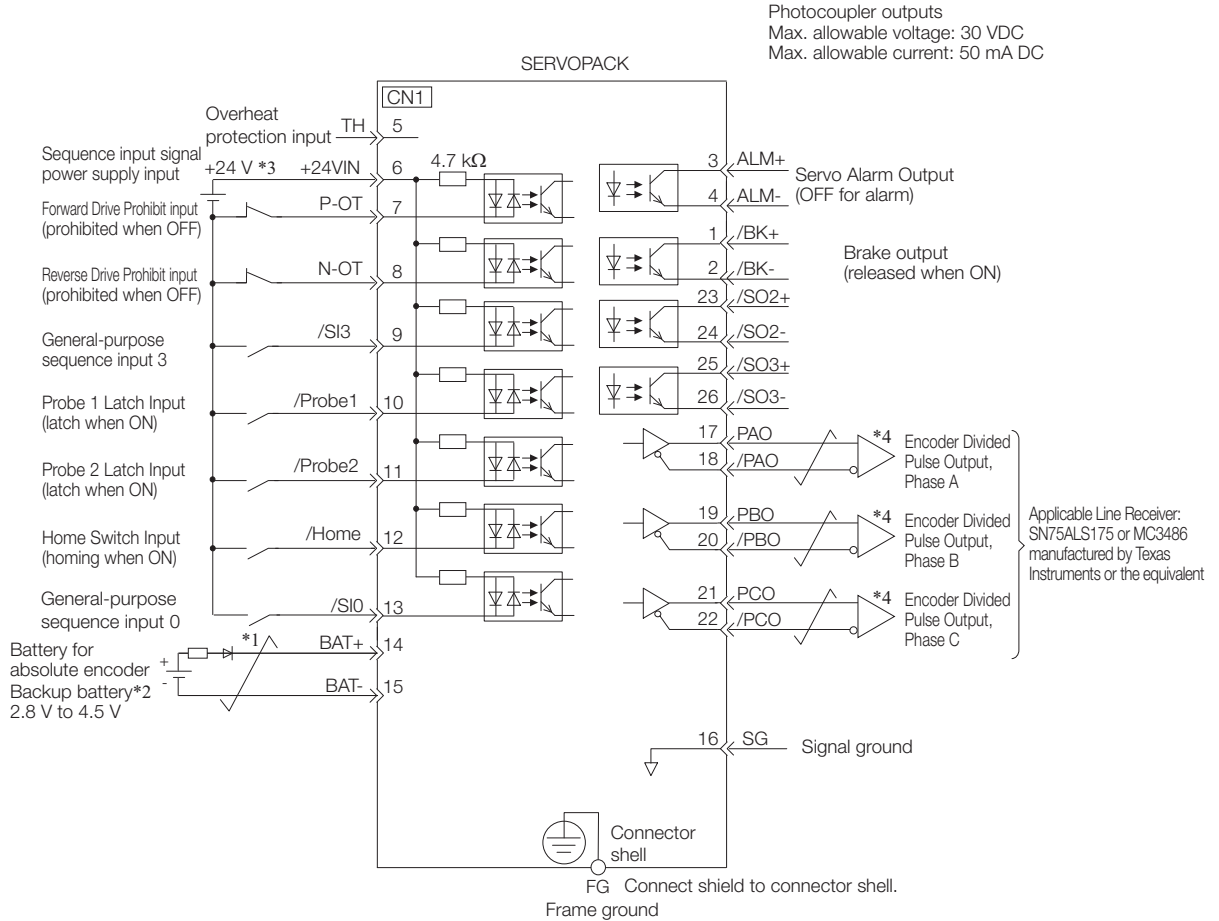 Photocoupler outputs
Max. allowable voltage: 30 VDC
Max. allowable current: 50 mA DC
SERVOPACK
CN1
Overheat
protection input
TH
5
Sequence input signal
power supply input
+24 V *3
+24VIN
6
4.7 kΩ
Forward Drive Prohibit input
(prohibited when OFF)
P-OT
7
Reverse Drive Prohibit input
(prohibited when OFF)
N-OT
8
General-purpose
sequence input 3
/SI3
9
Probe 1 Latch Input
(latch when ON)
/Probe1
10
Probe 2 Latch Input
(latch when ON)
/Probe2
11
Home Switch Input
(homing when ON)
/Home
12
General-purpose
sequence input 0
/SI0
13
Battery for
absolute encoder
Backup battery*2
2.8 V to 4.5 V
+
-
*1
BAT+
14
BAT-
15
3
ALM+
4
ALM-
Servo Alarm Output
(OFF for alarm)
1
/BK+
2
/BK-
Brake output
(released when ON)
23
/SO2+
24
/SO2-
25
/SO3+
26
/SO3-
17
PAO
18
/PAO
*4
Encoder Divided
Pulse Output,
Phase A
19
PBO
20
/PBO
*4
Encoder Divided
Pulse Output,
Phase B
21
PCO
22
/PCO
*4
Encoder Divided
Pulse Output,
Phase C
Applicable Line Receiver:
SN75ALS175 or MC3486
manufactured by Texas
Instruments or the equivalent
16
SG
Signal ground
Connector
shell
FG
Connect shield to connector shell.
Frame ground